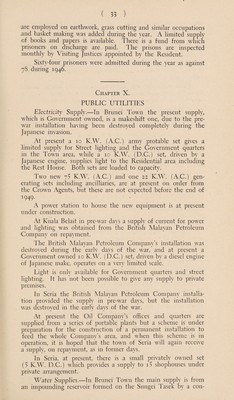 ( 33 )
are employed on earthwork, grass cutting and similar occupations
and basket making was added during the year. A limited supply
of books and papers is available. There is a fund from which
prisoners on discharge are paid. The prisons are inspected
monthly by Visiting Justices appointed by the Resident.
Sixty-four prisoners were admitted during the year as against
78 during 1946.
CHAPTER X.
PUBLIC UTILITIES
Electricity Supply.—In Brunei Town the present supply,
which is Government owned, is a makeshift one, due to the pre-
war installation having been destroyed completely during the
Japanese invasion.
At present a 10 K.W. (A.C.) army protable set gives a
limited supply for Street lighting and the Government quarters
in the Town area, while a 10 K.W. (D.C.) set, driven by a
Japanese engine, supplies light to the Residential area including
the Rest House. Both sets are loaded to capacity.
Two new 75 K.W. (A.C.) and one 22 K.W. (A.C.) gen-
erating sets including auxiliaries, are at present on order from
the Crown Agents, but these are not expected before the end of
1949.
A power station to house the new equipment is at present
under construction.
At Kuala Belait in pre-war days a supply of current for power
and lighting was obtained from the British Malayan Petroleum
Company on repayment.
The British Malayan Petroleum Company's installation was
destroyed during the early days of the war, and at present a
Government owned 10 K.W. (D.C.) set, driven by a diesel engine
of Japanese make, operates on a very limited scale.
Light is only available for Government quarters and street
lighting. It has not been possible to give any supply to private
premises.
In Seria the British Malayan Petroleum Company installa-
tion provided the supply in pre-war days, but the installation
was destroyed in the early days of the war.
At present the Oil Company's offices and quarters are
supplied from a series of portable plants but a scheme is under
preparation for the construction of a permanent installation to
feed the whole Company's area, and when this scheme is in
operation, it is hoped that the town of Seria will again receive
a supply, on repayment, as in former days.
In Seria, at present, there is a small privately owned set
(5 K.W. D.C.) which provides a supply to 15 shophouses under
private arrangement.
Water Supplies.—In Brunei Town the main supply is from
an impounding reservoir formed on the Sungei Tasek by a con-